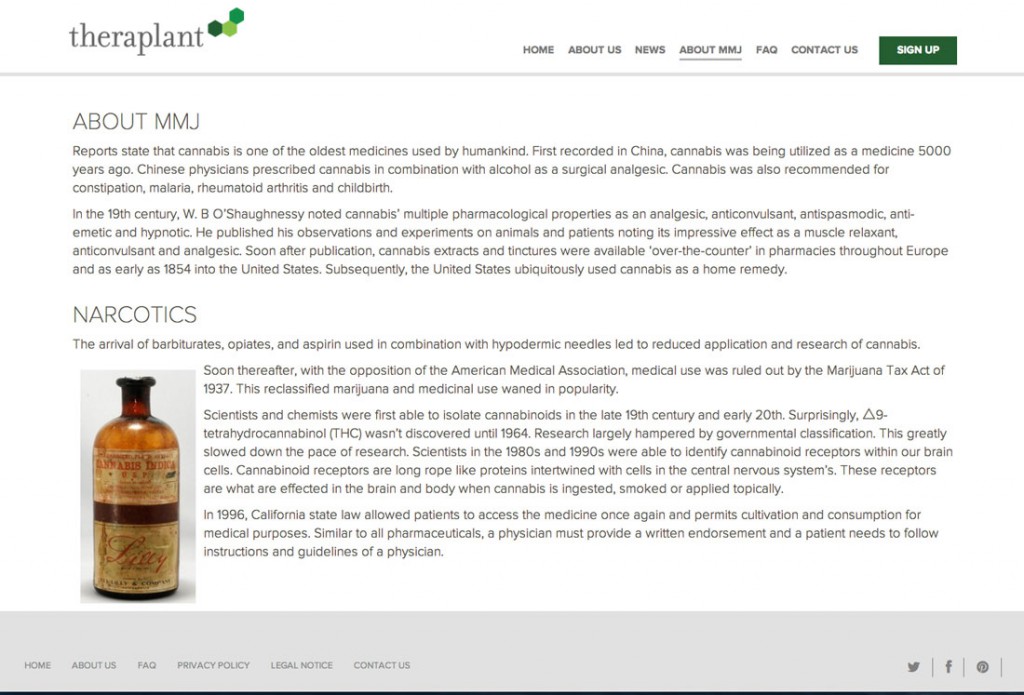 theraplant
HOME ABOUT US NEWS ABOUT MMJ FAQ CONTACT US SIGN UP
ABOUT MMJ
Reports state that cannabis is one of the oldest medicines used by humankind. First recorded in China, cannabis was being utilized as a medicine 5000
years ago. Chinese physicians prescribed cannabis in combination with alcohol as a surgical analgesic. Cannabis was also recommended for
constipation, malaria, rheumatoid arthritis and childbirth.
In the 19th century, W. B O'Shaughnessy noted cannabis' multiple pharmacological properties as an analgesic, anticonvulsant, antispasmodic, anti-
emetic and hypnotic. He published his observations and experiments on animals and patients noting its impressive effect as a muscle relaxant,
anticonvulsant and analgesic. Soon after publication, cannabis extracts and tinctures were available 'over-the-counter' in pharmacies throughout Europe
and as early as 1854 into the United States. Subsequently, the United States ubiquitously used cannabis as a home remedy.
NARCOTICS
The arrival of barbiturates, opiates, and aspirin used in combination with hypodermic needles led to reduced application and research of cannabis.
Soon thereafter, with the opposition of the American Medical Association, medical use was ruled out by the Marijuana Tax Act of
1937. This reclassified marijuana and medicinal use waned in popularity.
Scientists and chemists were first able to isolate cannabinoids in the late 19th century and early 20th. Surprisingly, △9-
tetrahydrocannabinol (THC) wasn't discovered until 1964. Research largely hampered by governmental classification. This greatly
slowed down the pace of research. Scientists in the 1980s and 1990s were able to identify cannabinoid receptors within our brain
cells. Cannabinoid receptors are long rope like proteins intertwined with cells in the central nervous system's. These receptors
are what are effected in the brain and body when cannabis is ingested, smoked or applied topically.
In 1996, California state law allowed patients to access the medicine once again and permits cultivation and consumption for
medical purposes. Similar to all pharmaceuticals, a physician must provide a written endorsement and a patient needs to follow
instructions and guidelines of a physician.
CANNABIS INDICA
Lilly
HOME ABOUT US FAQ PRIVACY POLICY LEGAL NOTICE CONTACT US